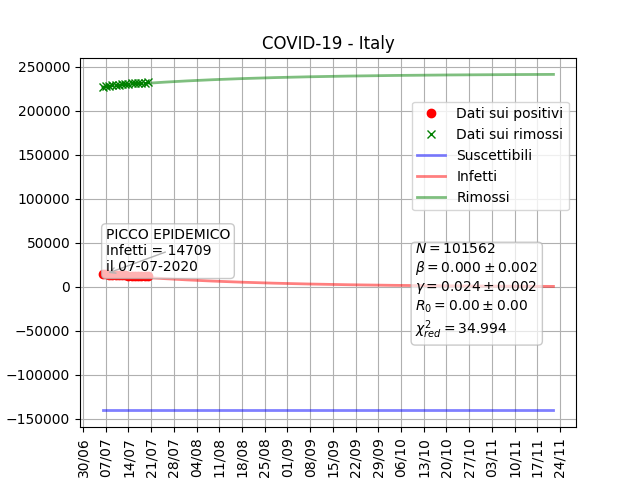 COVID-19 - Italy
250000
200000
150000
100000
50000
0
−50000
−100000
−150000
Dati sui positivi
Dati sui rimossi
Suscettibili
Infetti
Rimossi
PICCO EPIDEMICO
Infetti = 14709
il 07-07-2020
N = 101562
β = 0.000 ± 0.002
γ = 0.024 ± 0.002
R₀ = 0.00 ± 0.00
χ²red = 34.994
30/06
07/07
14/07
21/07
28/07
04/08
11/08
18/08
25/08
01/09
08/09
15/09
22/09
29/09
06/10
13/10
20/10
27/10
03/11
10/11
17/11
24/11